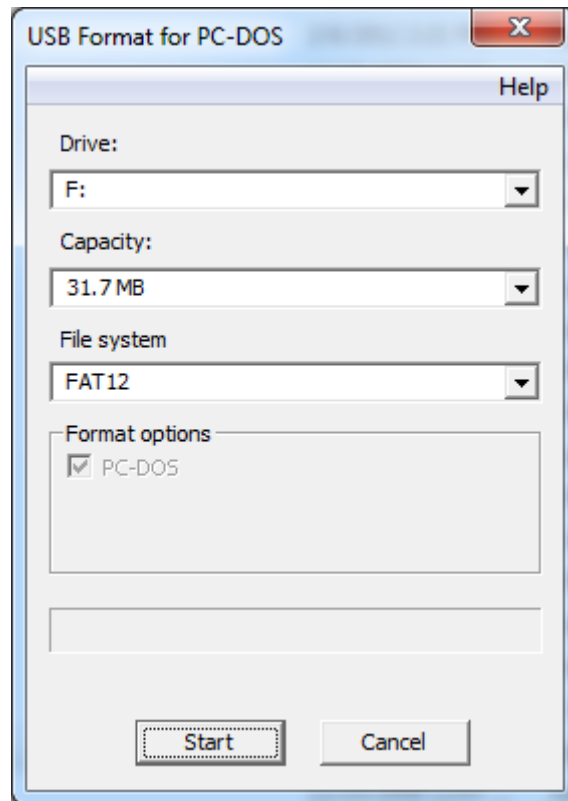 USB Format for PC-DOS
Help
Drive:
F:
Capacity:
31.7 MB
File system
FAT12
Format options
PC-DOS
Start
Cancel